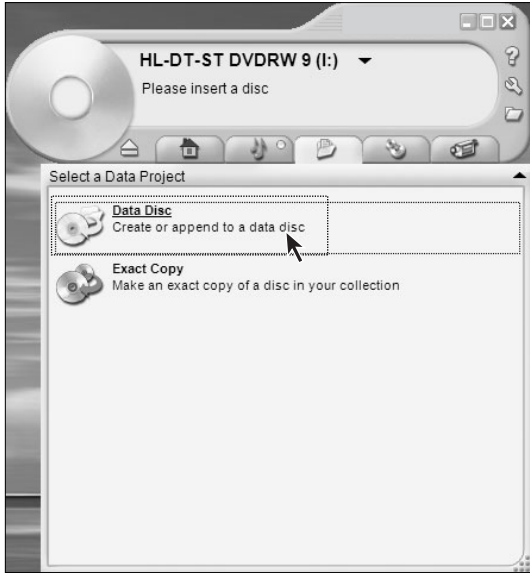 HL-DT-ST DVDRW 9 (I:)
Please insert a disc
Select a Data Project
Data Disc
Create or append to a data disc
Exact Copy
Make an exact copy of a disc in your collection